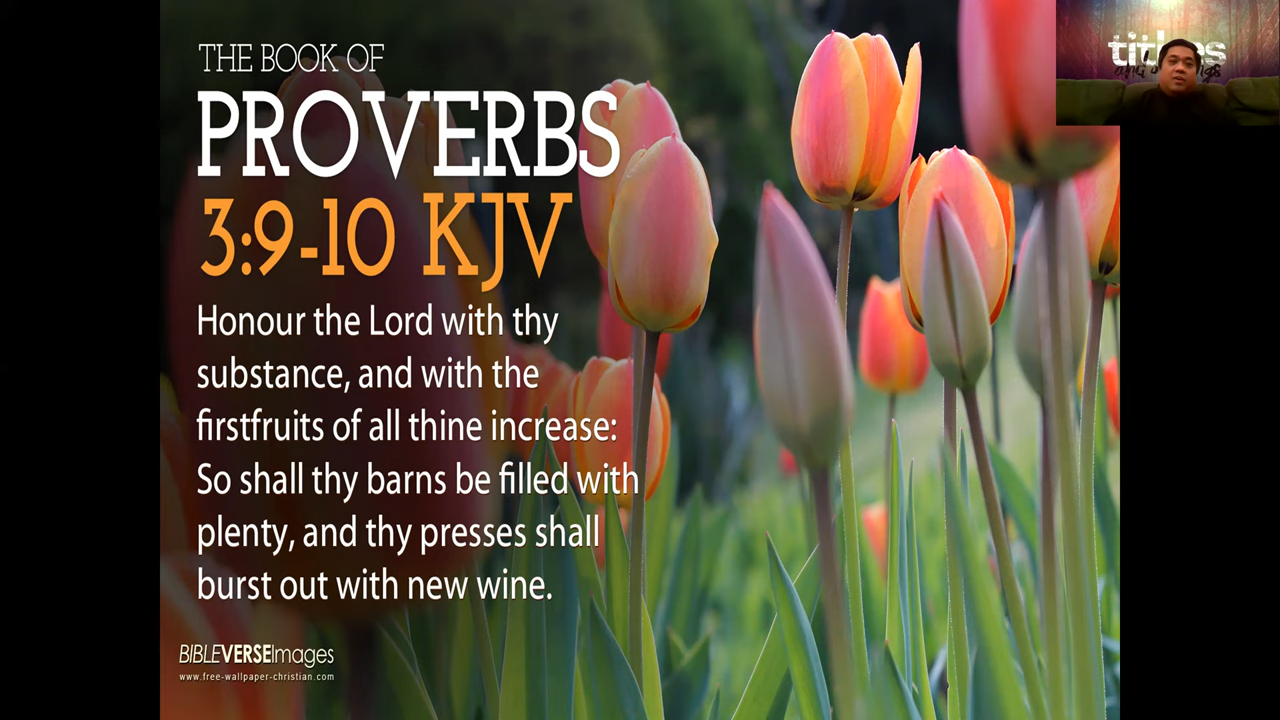 THE BOOK OF
PROVERBS
3:9-10 KJV
Honour the Lord with thy
substance, and with the
firstfruits of all thine increase:
So shall thy barns be filled with
plenty, and thy presses shall
burst out with new wine.
BIBLEVERSEImages
www.free-wallpaper-christian.com